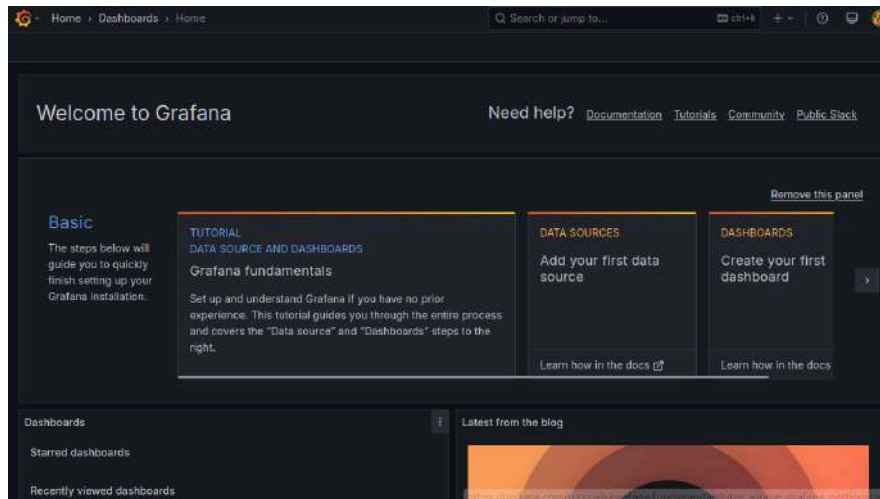 Home › Dashboards › Home
Search or jump to...
ctrl+k
Welcome to Grafana
Need help?
Documentation
Tutorials
Community
Public Slack
Remove this panel
Basic
The steps below will
guide you to quickly
finish setting up your
Grafana installation.
TUTORIAL
DATA SOURCE AND DASHBOARDS
Grafana fundamentals
Set up and understand Grafana if you have no prior
experience. This tutorial guides you through the entire process
and covers the "Data source" and "Dashboards" steps to the
right.
DATA SOURCES
Add your first data
source
Learn how in the docs
DASHBOARDS
Create your first
dashboard
Learn how in the docs
Dashboards
Starred dashboards
Recently viewed dashboards
Latest from the blog